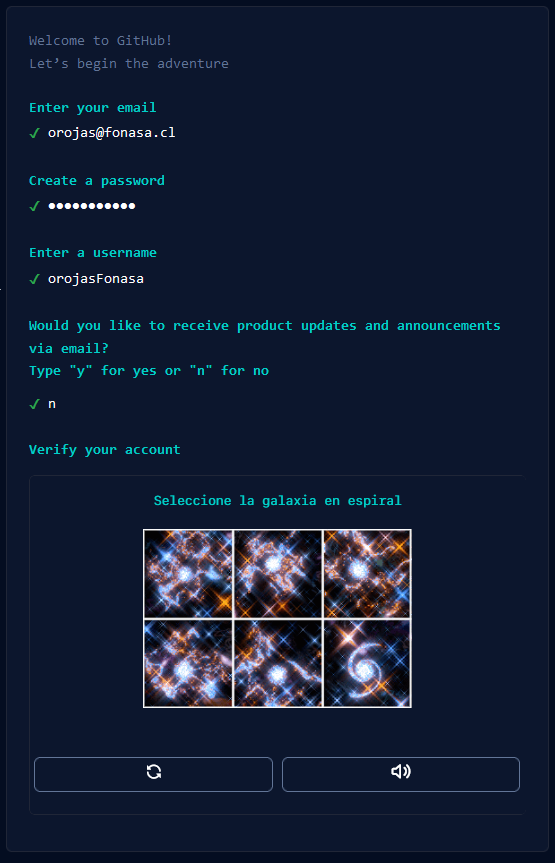 Welcome to GitHub!
Let’s begin the adventure
Enter your email
✓ orojas@fonasa.cl
Create a password
✓ •••••••••••
Enter a username
✓ orojasFonasa
Would you like to receive product updates and announcements
via email?
Type "y" for yes or "n" for no
✓ n
Verify your account
Seleccione la galaxia en espiral